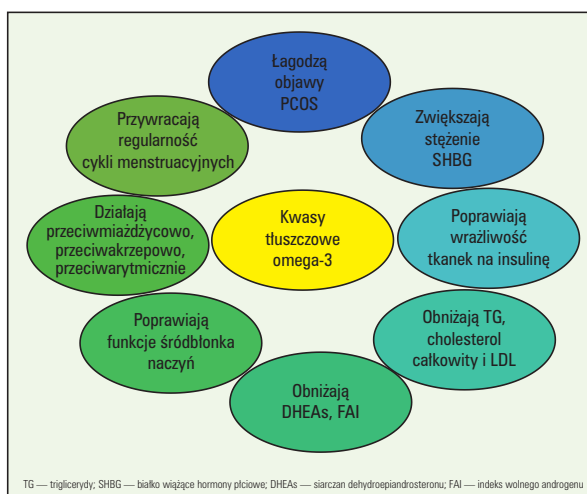 Łagodzą
objawy
PCOS
Zwiększają
stężenie
SHBG
Poprawiają
wrażliwość
tkanek na insulinę
Obniżają TG,
cholesterol
całkowity i LDL
Obniżają
DHEAs, FAI
Poprawiają
funkcje śródbłonka
naczyń
Działają
przeciwmiażdżycowo,
przeciwakrzepowo,
przeciwarytmicznie
Przywracają
regularność
cykli menstruacyjnych
Kwasy
tłuszczowe
omega-3
TG — triglicerydy; SHBG — białko wiążące hormony płciowe; DHEAs — siarczan dehydroepiandrosteronu; FAI — indeks wolnego androgenu